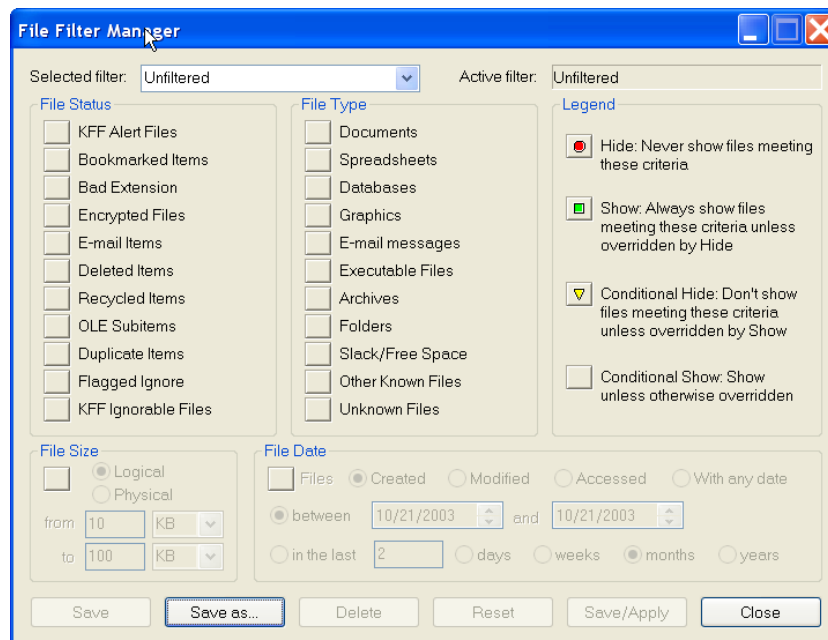 File Filter Manager
Selected filter: Unfiltered Active filter: Unfiltered
File Status
KFF Alert Files
Bookmarked Items
Bad Extension
Encrypted Files
E-mail Items
Deleted Items
Recycled Items
OLE Subitems
Duplicate Items
Flagged Ignore
KFF Ignorable Files
File Type
Documents
Spreadsheets
Databases
Graphics
E-mail messages
Executable Files
Archives
Folders
Slack/Free Space
Other Known Files
Unknown Files
Legend
Hide: Never show files meeting
these criteria
Show: Always show files
meeting these criteria unless
overridden by Hide
Conditional Hide: Don't show
files meeting these criteria
unless overridden by Show
Conditional Show: Show
unless otherwise overridden
File Size
Logical
Physical
from 10 KB
to 100 KB
File Date
Files Created Modified Accessed With any date
between 10/21/2003 and 10/21/2003
in the last 2 days weeks months years
Save Save as... Delete Reset Save/Apply Close